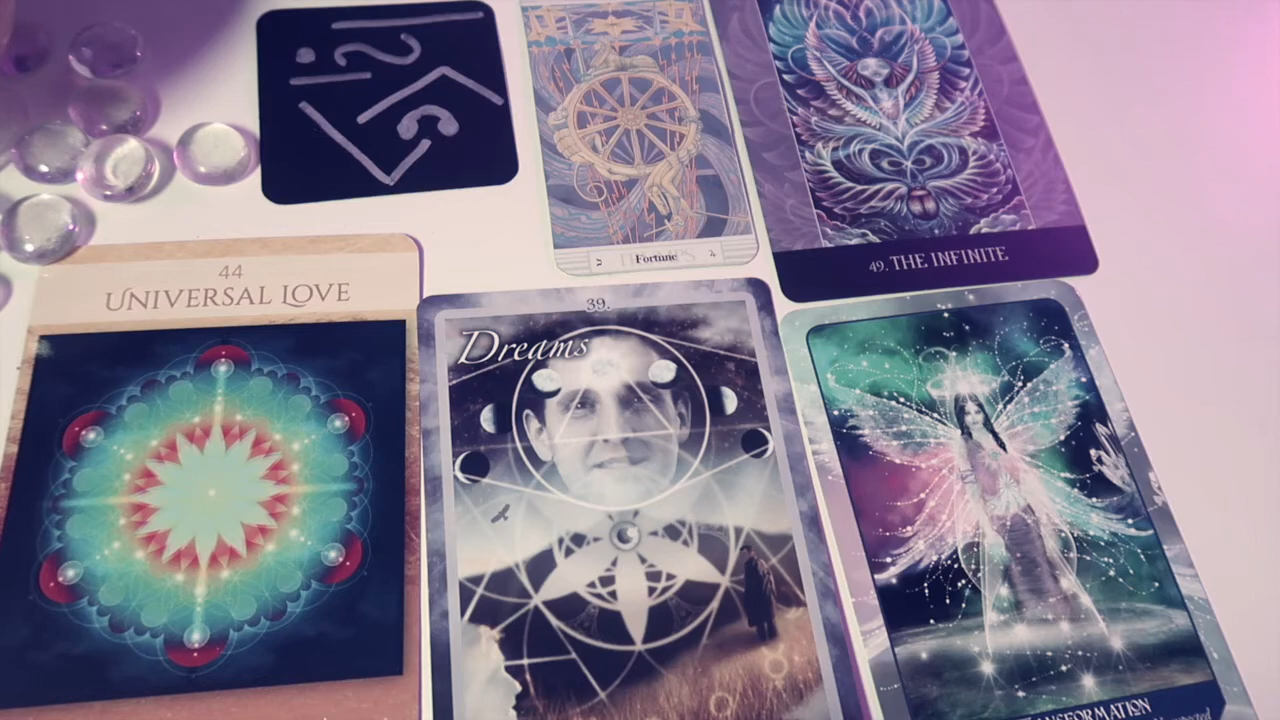 Fortune
49. THE INFINITE
44
UNIVERSAL LOVE
39.
Dreams